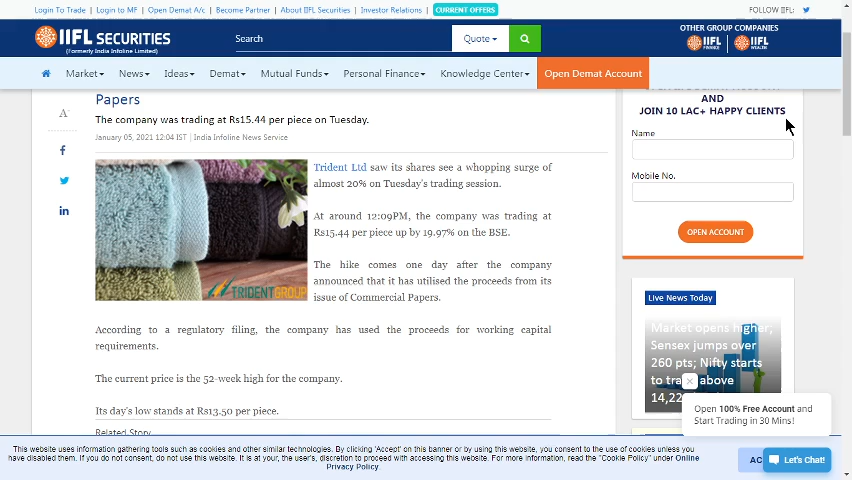 Login To Trade
Login to MF
Open Demat A/c
Become Partner
About IIFL Securities
Investor Relations
CURRENT OFFERS
FOLLOW IIFL:
IIFL SECURITIES
(Formerly India Infoline Limited)
Search
Quote
OTHER GROUP COMPANIES
IIFL FINANCE
IIFL WEALTH
Market
News
Ideas
Demat
Mutual Funds
Personal Finance
Knowledge Center
Open Demat Account
Papers
The company was trading at Rs15.44 per piece on Tuesday.
January 05, 2021 12:04 IST | India Infoline News Service
A
TRIDENT GROUP
Trident Ltd saw its shares see a whopping surge of
almost 20% on Tuesday's trading session.
At around 12:09PM, the company was trading at
Rs15.44 per piece up by 19.97% on the BSE.
The hike comes one day after the company
announced that it has utilised the proceeds from its
issue of Commercial Papers.
According to a regulatory filing, the company has used the proceeds for working capital
requirements.
The current price is the 52-week high for the company.
Its day's low stands at Rs13.50 per piece.
Related Story
AND
JOIN 10 LAC+ HAPPY CLIENTS
Name
Mobile No.
OPEN ACCOUNT
Live News Today
Market opens higher;
Sensex jumps over
260 pts; Nifty starts
above
Open 100% Free Account and
Start Trading in 30 Mins!
Let's Chat!
This website uses information gathering tools such as cookies and other similar technologies. By clicking 'Accept' on this banner or by using this website, you consent to the use of cookies unless you
have disabled them. If you do not consent, do not use this website. It is at your, the user's, discretion to proceed with accessing this website. For more information, read the "Cookie Policy" under Online
Privacy Policy.